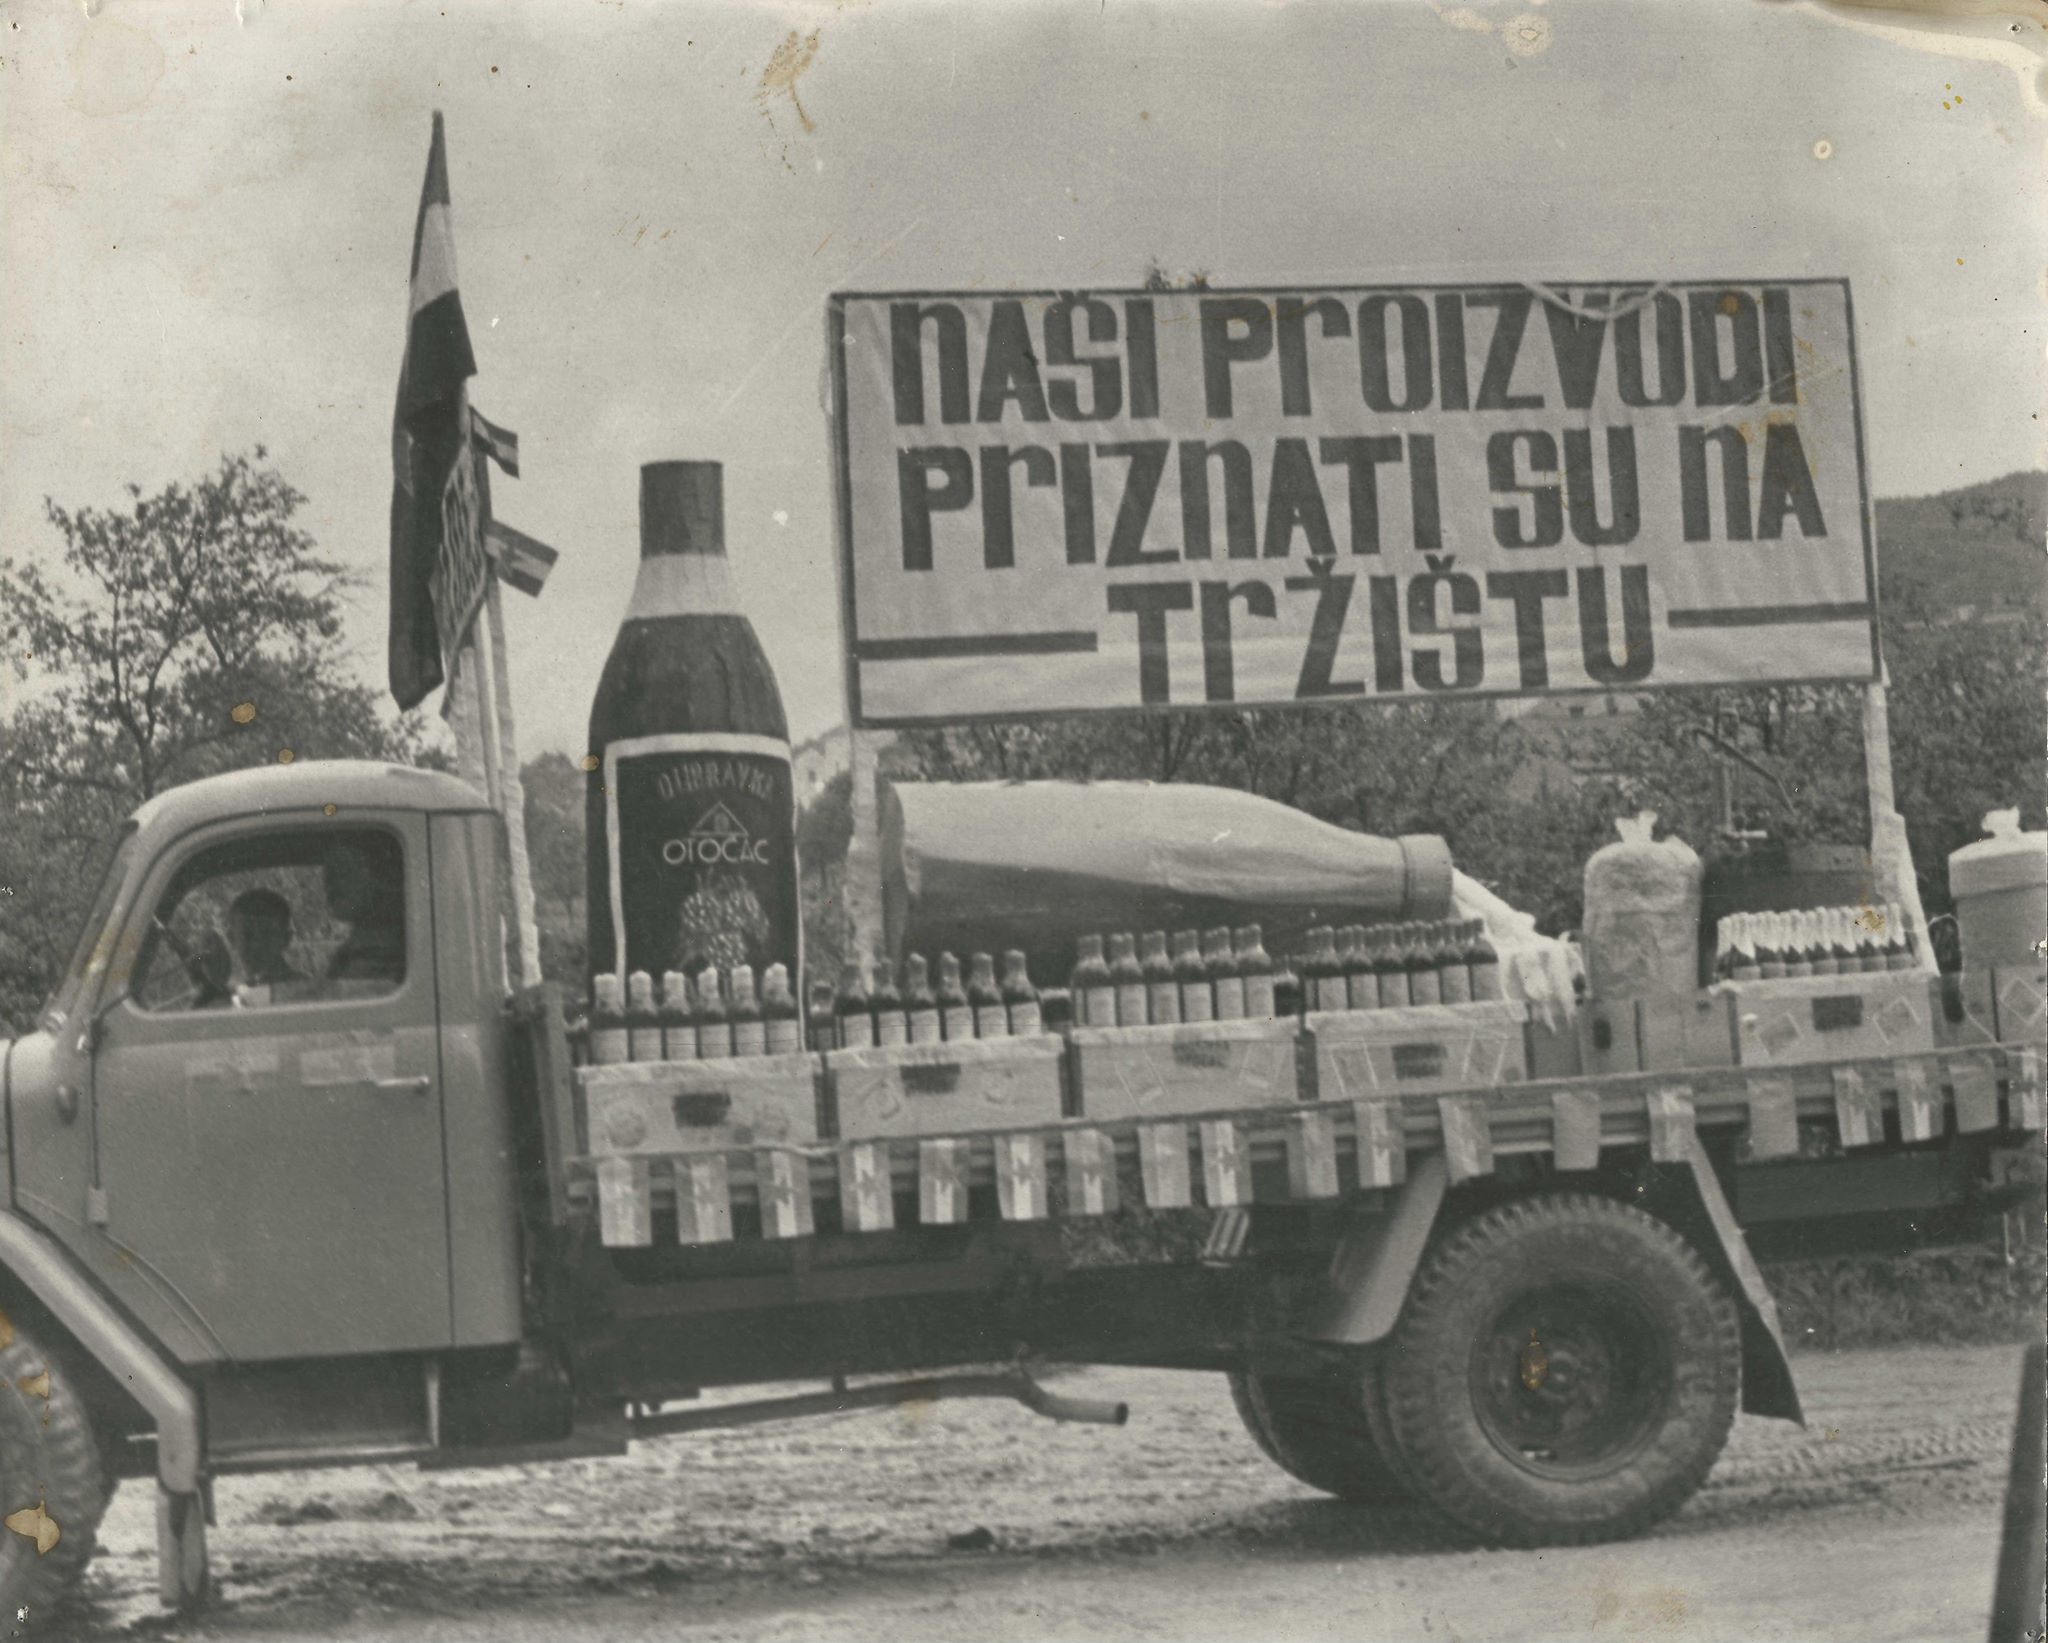 NAŠI PROIZVODI
PRIZNATI SU NA
TRŽIŠTU
OTOČAC